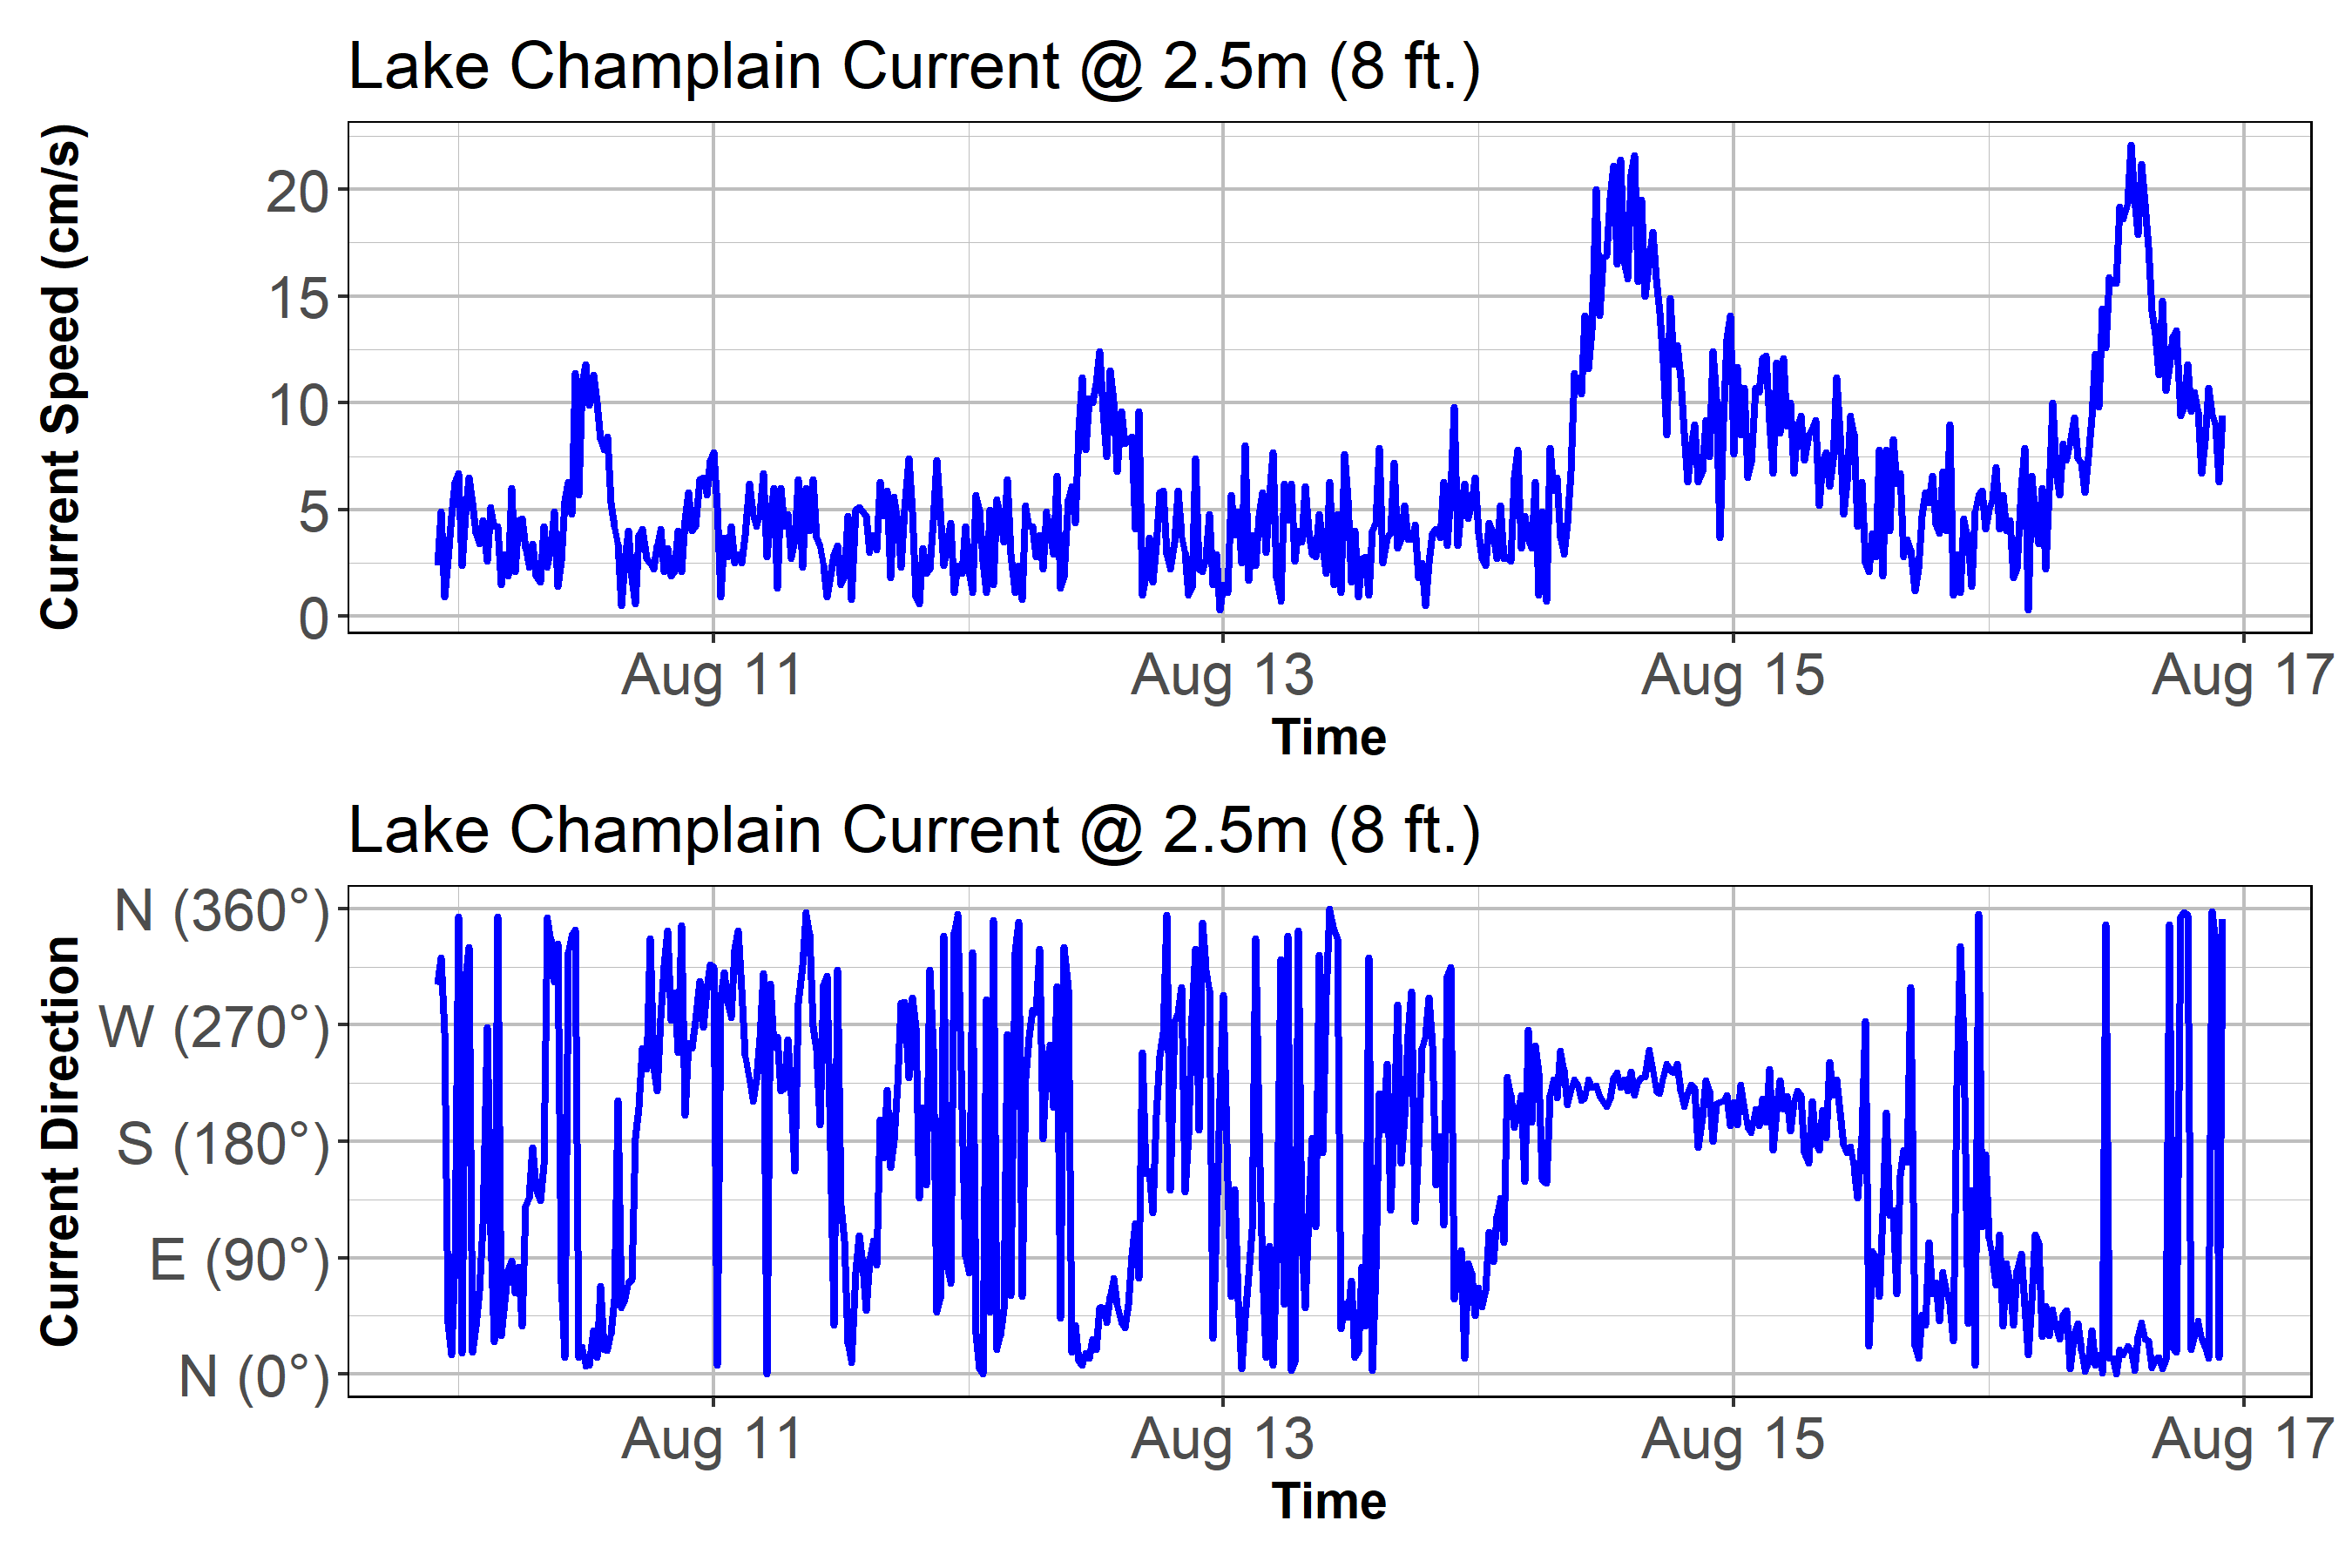 Lake Champlain Current @ 2.5m (8 ft.)
Current Speed (cm/s)
20
15
10
5
0
Aug 11 Aug 13 Aug 15 Aug 17
Time
Lake Champlain Current @ 2.5m (8 ft.)
Current Direction
N (360°)
W (270°)
S (180°)
E (90°)
N (0°)
Aug 11 Aug 13 Aug 15 Aug 17
Time